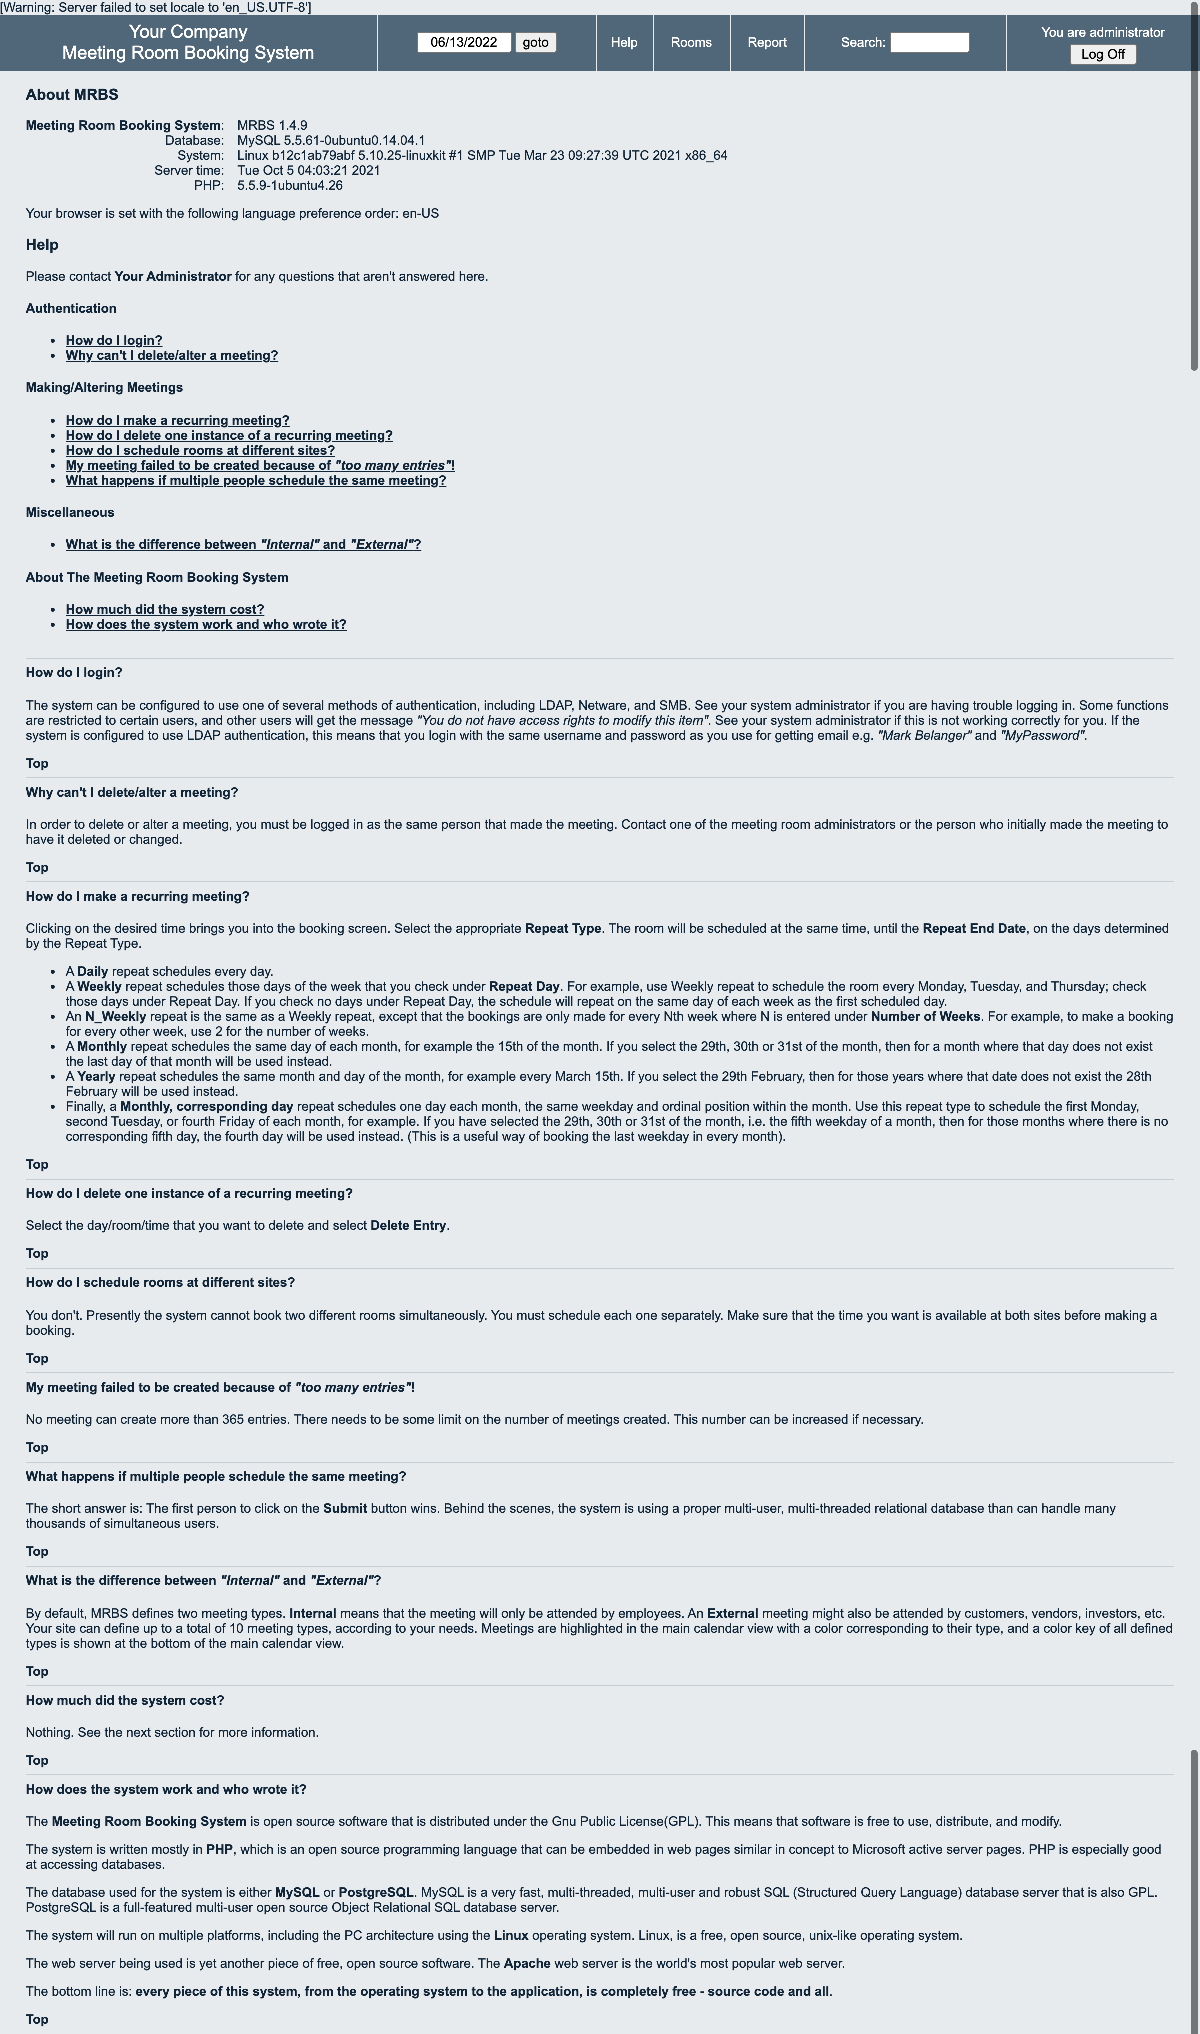 [Warning: Server failed to set locale to 'en_US.UTF-8']
Your Company
Meeting Room Booking System
06/13/2022 goto
Help
Rooms
Report
Search:
You are administrator
Log Off
About MRBS
Meeting Room Booking System: MRBS 1.4.9
Database: MySQL 5.5.61-0ubuntu0.14.04.1
System: Linux b12c1ab79abf 5.10.25-linuxkit #1 SMP Tue Mar 23 09:27:39 UTC 2021 x86_64
Server time: Tue Oct 5 04:03:21 2021
PHP: 5.5.9-1ubuntu4.26
Your browser is set with the following language preference order: en-US
Help
Please contact Your Administrator for any questions that aren't answered here.
Authentication
• How do I login?
• Why can't I delete/alter a meeting?
Making/Altering Meetings
• How do I make a recurring meeting?
• How do I delete one instance of a recurring meeting?
• How do I schedule rooms at different sites?
• My meeting failed to be created because of "too many entries"!
• What happens if multiple people schedule the same meeting?
Miscellaneous
• What is the difference between "Internal" and "External"?
About The Meeting Room Booking System
• How much did the system cost?
• How does the system work and who wrote it?
How do I login?
The system can be configured to use one of several methods of authentication, including LDAP, Netware, and SMB. See your system administrator if you are having trouble logging in. Some functions
are restricted to certain users, and other users will get the message "You do not have access rights to modify this item". See your system administrator if this is not working correctly for you. If the
system is configured to use LDAP authentication, this means that you login with the same username and password as you use for getting email e.g. "Mark Belanger" and "MyPassword".
Top
Why can't I delete/alter a meeting?
In order to delete or alter a meeting, you must be logged in as the same person that made the meeting. Contact one of the meeting room administrators or the person who initially made the meeting to
have it deleted or changed.
Top
How do I make a recurring meeting?
Clicking on the desired time brings you into the booking screen. Select the appropriate Repeat Type. The room will be scheduled at the same time, until the Repeat End Date, on the days determined
by the Repeat Type.
• A Daily repeat schedules every day.
• A Weekly repeat schedules those days of the week that you check under Repeat Day. For example, use Weekly repeat to schedule the room every Monday, Tuesday, and Thursday; check
those days under Repeat Day. If you check no days under Repeat Day, the schedule will repeat on the same day of each week as the first scheduled day.
• An N_Weekly repeat is the same as a Weekly repeat, except that the bookings are only made for every Nth week where N is entered under Number of Weeks. For example, to make a booking
for every other week, use 2 for the number of weeks.
• A Monthly repeat schedules the same day of each month, for example the 15th of the month. If you select the 29th, 30th or 31st of the month, then for a month where that day does not exist
the last day of that month will be used instead.
• A Yearly repeat schedules the same month and day of the month, for example every March 15th. If you select the 29th February, then for those years where that date does not exist the 28th
February will be used instead.
• Finally, a Monthly, corresponding day repeat schedules one day each month, the same weekday and ordinal position within the month. Use this repeat type to schedule the first Monday,
second Tuesday, or fourth Friday of each month, for example. If you have selected the 29th, 30th or 31st of the month, i.e. the fifth weekday of a month, then for those months where there is no
corresponding fifth day, the fourth day will be used instead. (This is a useful way of booking the last weekday in every month).
Top
How do I delete one instance of a recurring meeting?
Select the day/room/time that you want to delete and select Delete Entry.
Top
How do I schedule rooms at different sites?
You don't. Presently the system cannot book two different rooms simultaneously. You must schedule each one separately. Make sure that the time you want is available at both sites before making a
booking.
Top
My meeting failed to be created because of "too many entries"!
No meeting can create more than 365 entries. There needs to be some limit on the number of meetings created. This number can be increased if necessary.
Top
What happens if multiple people schedule the same meeting?
The short answer is: The first person to click on the Submit button wins. Behind the scenes, the system is using a proper multi-user, multi-threaded relational database than can handle many
thousands of simultaneous users.
Top
What is the difference between "Internal" and "External"?
By default, MRBS defines two meeting types. Internal means that the meeting will only be attended by employees. An External meeting might also be attended by customers, vendors, investors, etc.
Your site can define up to a total of 10 meeting types, according to your needs. Meetings are highlighted in the main calendar view with a color corresponding to their type, and a color key of all defined
types is shown at the bottom of the main calendar view.
Top
How much did the system cost?
Nothing. See the next section for more information.
Top
How does the system work and who wrote it?
The Meeting Room Booking System is open source software that is distributed under the Gnu Public License(GPL). This means that software is free to use, distribute, and modify.
The system is written mostly in PHP, which is an open source programming language that can be embedded in web pages similar in concept to Microsoft active server pages. PHP is especially good
at accessing databases.
The database used for the system is either MySQL or PostgreSQL. MySQL is a very fast, multi-threaded, multi-user and robust SQL (Structured Query Language) database server that is also GPL.
PostgreSQL is a full-featured multi-user open source Object Relational SQL database server.
The system will run on multiple platforms, including the PC architecture using the Linux operating system. Linux, is a free, open source, unix-like operating system.
The web server being used is yet another piece of free, open source software. The Apache web server is the world's most popular web server.
The bottom line is: every piece of this system, from the operating system to the application, is completely free - source code and all.
Top